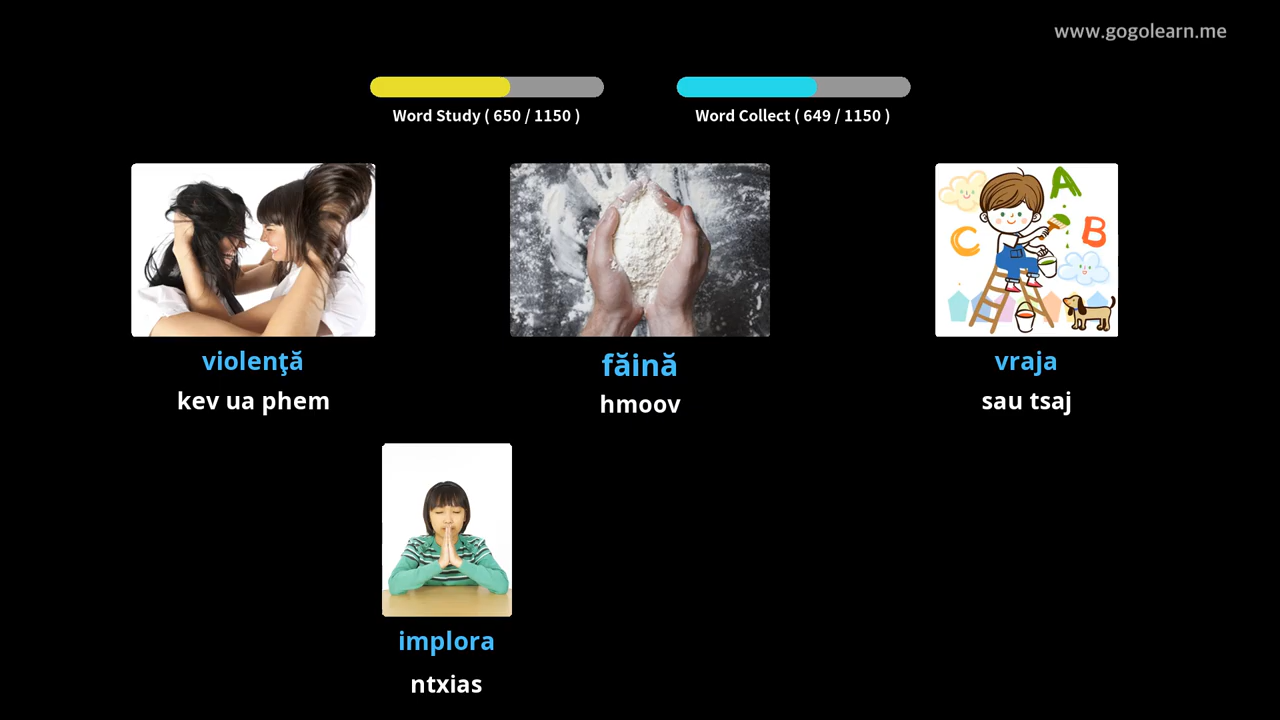 www.gogolearn.me
Word Study ( 650 / 1150 )
Word Collect ( 649 / 1150 )
violenţă
kev ua phem
făină
hmoov
vraja
sau tsaj
A
B
C
implora
ntxias